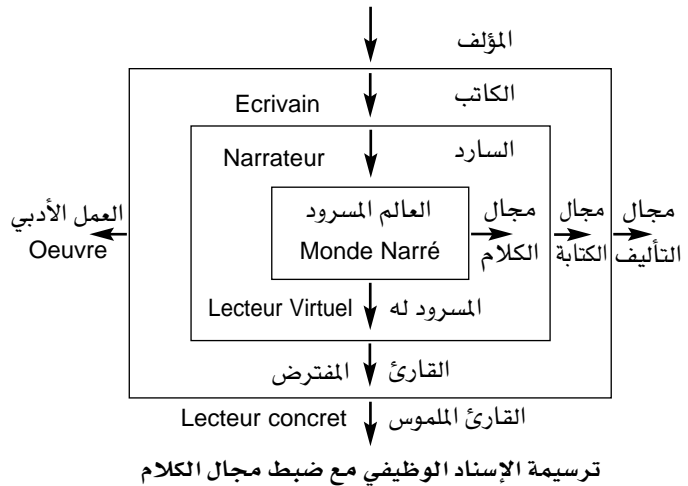 المؤلف
الكاتب
Ecrivain
السارد
Narrateur
العالم المسرود
Monde Narré
مجال الكلام
مجال الكتابة
مجال التأليف
العمل الأدبي
Oeuvre
المسرود له
Lecteur Virtuel
القارئ المفترض
القارئ الملموس
Lecteur concret
ترسيمة الإسناد الوظيفي مع ضبط مجال الكلام